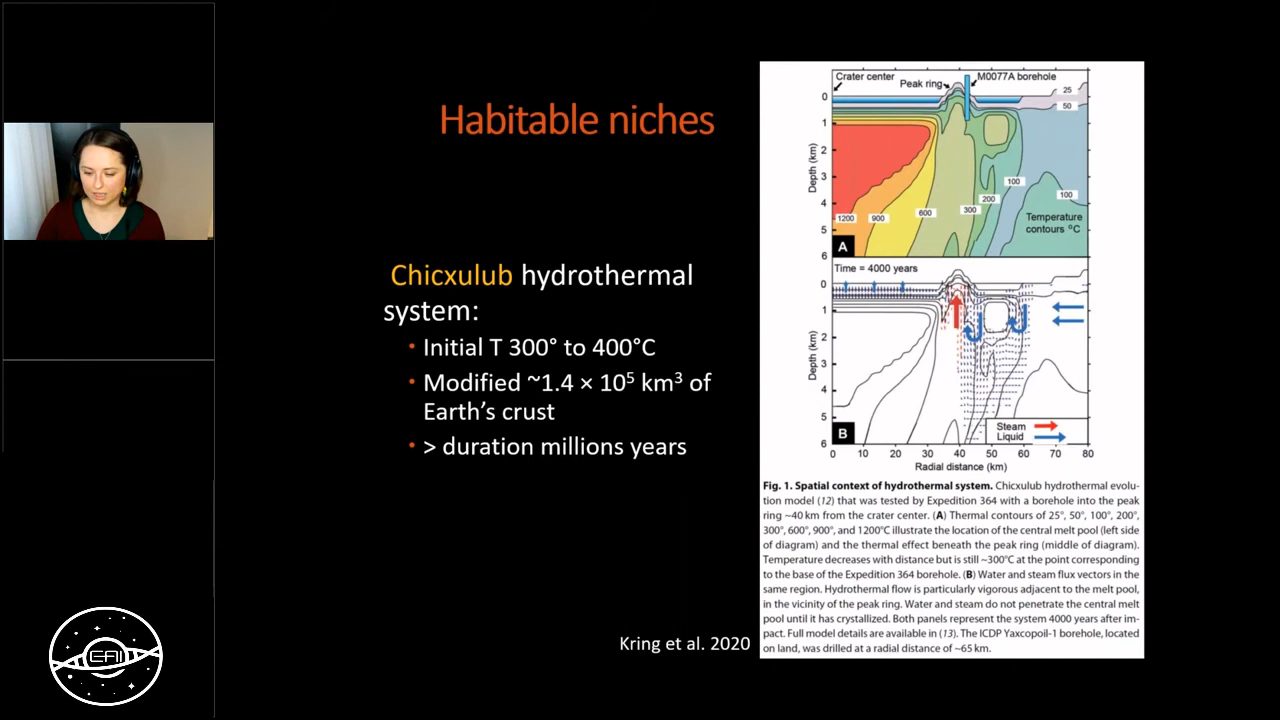 Habitable niches
Chicxulub hydrothermal
system:
• Initial T 300° to 400°C
• Modified ~1.4 × 10⁵ km³ of
Earth's crust
• > duration millions years
Kring et al. 2020
EAI
Crater center
Peak ring
M0077A borehole
25
50
0
1
2
3
4
5
6
Depth (km)
1200
900
600
300
200
100
100
Temperature
contours °C
A
Time = 4000 years
0
1
2
3
4
5
6
Depth (km)
B
Steam
Liquid
0 10 20 30 40 50 60 70 80
Radial distance (km)
Fig. 1. Spatial context of hydrothermal system. Chicxulub hydrothermal evolu-
tion model (12) that was tested by Expedition 364 with a borehole into the peak
ring ~40 km from the crater center. (A) Thermal contours of 25°, 50°, 100°, 200°,
300°, 600°, 900°, and 1200°C illustrate the location of the central melt pool (left side
of diagram) and the thermal effect beneath the peak ring (middle of diagram).
Temperature decreases with distance but is still ~300°C at the point corresponding
to the base of the Expedition 364 borehole. (B) Water and steam flux vectors in the
same region. Hydrothermal flow is particularly vigorous adjacent to the melt pool,
in the vicinity of the peak ring. Water and steam do not penetrate the central melt
pool until it has crystallized. Both panels represent the system 4000 years after im-
pact. Full model details are available in (13). The ICDP Yaxcopoil-1 borehole, located
on land, was drilled at a radial distance of ~65 km.